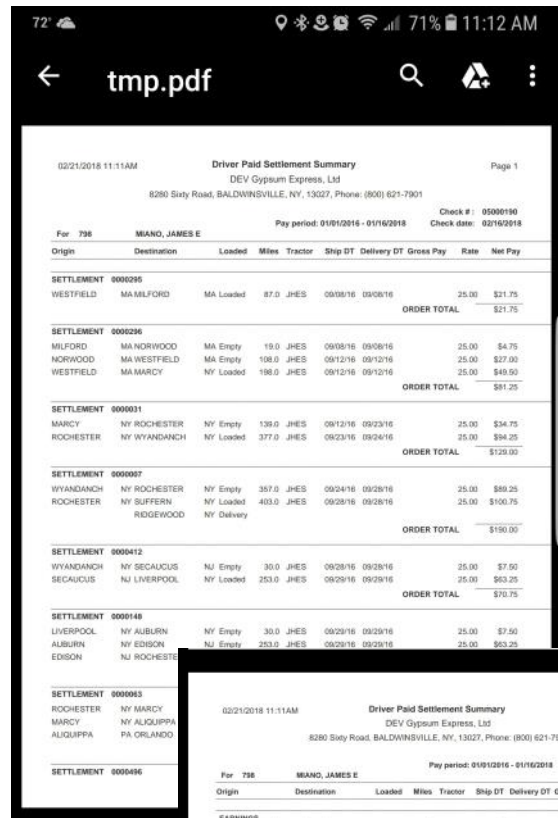 72° 71% 11:12 AM
tmp.pdf
02/21/2018 11:11AM Driver Paid Settlement Summary Page 1
DEV Gypsum Express, Ltd
8280 Sixty Road, BALDWINSVILLE, NY, 13027, Phone: (800) 621-7901
Check # : 05000190
Pay period: 01/01/2016 - 01/16/2018 Check date: 02/16/2018
For 798 MIANO, JAMES E
Origin Destination Loaded Miles Tractor Ship DT Delivery DT Gross Pay Rate Net Pay
SETTLEMENT 0000295
WESTFIELD MA MILFORD MA Loaded 87.0 JHES 09/08/16 09/08/16 25.00 $21.75
ORDER TOTAL $21.75
SETTLEMENT 0000296
MILFORD MA NORWOOD MA Empty 19.0 JHES 09/08/16 09/12/16 25.00 $4.75
NORWOOD MA WESTFIELD MA Empty 108.0 JHES 09/12/16 09/12/16 25.00 $27.00
WESTFIELD MA MARCY NY Loaded 198.0 JHES 09/12/16 09/12/16 25.00 $49.50
ORDER TOTAL $81.25
SETTLEMENT 0000031
MARCY NY ROCHESTER NY Empty 139.0 JHES 09/12/16 09/23/16 25.00 $34.75
ROCHESTER NY WYANDANCH NY Loaded 377.0 JHES 09/23/16 09/24/16 25.00 $94.25
ORDER TOTAL $129.00
SETTLEMENT 0000007
WYANDANCH NY ROCHESTER NY Empty 357.0 JHES 09/24/16 09/28/16 25.00 $89.25
ROCHESTER NY SUFFERN NY Loaded 403.0 JHES 09/28/16 09/28/16 25.00 $100.75
RIDGEWOOD NY Delivery
ORDER TOTAL $190.00
SETTLEMENT 0000412
WYANDANCH NY SECAUCUS NJ Empty 30.0 JHES 09/28/16 09/28/16 25.00 $7.50
SECAUCUS NJ LIVERPOOL NY Loaded 253.0 JHES 09/29/16 09/29/16 25.00 $63.25
ORDER TOTAL $70.75
SETTLEMENT 0000148
LIVERPOOL NY AUBURN NY Empty 30.0 JHES 09/29/16 09/29/16 25.00 $7.50
AUBURN NY EDISON NJ Empty 253.0 JHES 09/29/16 09/29/16 25.00 $63.25
EDISON NJ ROCHESTE
SETTLEMENT 0000063
ROCHESTER NY MARCY
MARCY NY ALIQUIPPA
ALIQUIPPA PA ORLANDO
SETTLEMENT 0000496
02/21/2018 11:11AM Driver Paid Settlement Summary
DEV Gypsum Express, Ltd
8280 Sixty Road, BALDWINSVILLE, NY, 13027, Phone: (800) 621-79
Pay period: 01/01/2016 - 01/16/2018
For 798 MIANO, JAMES E
Origin Destination Loaded Miles Tractor Ship DT Delivery DT G
EARNINGS